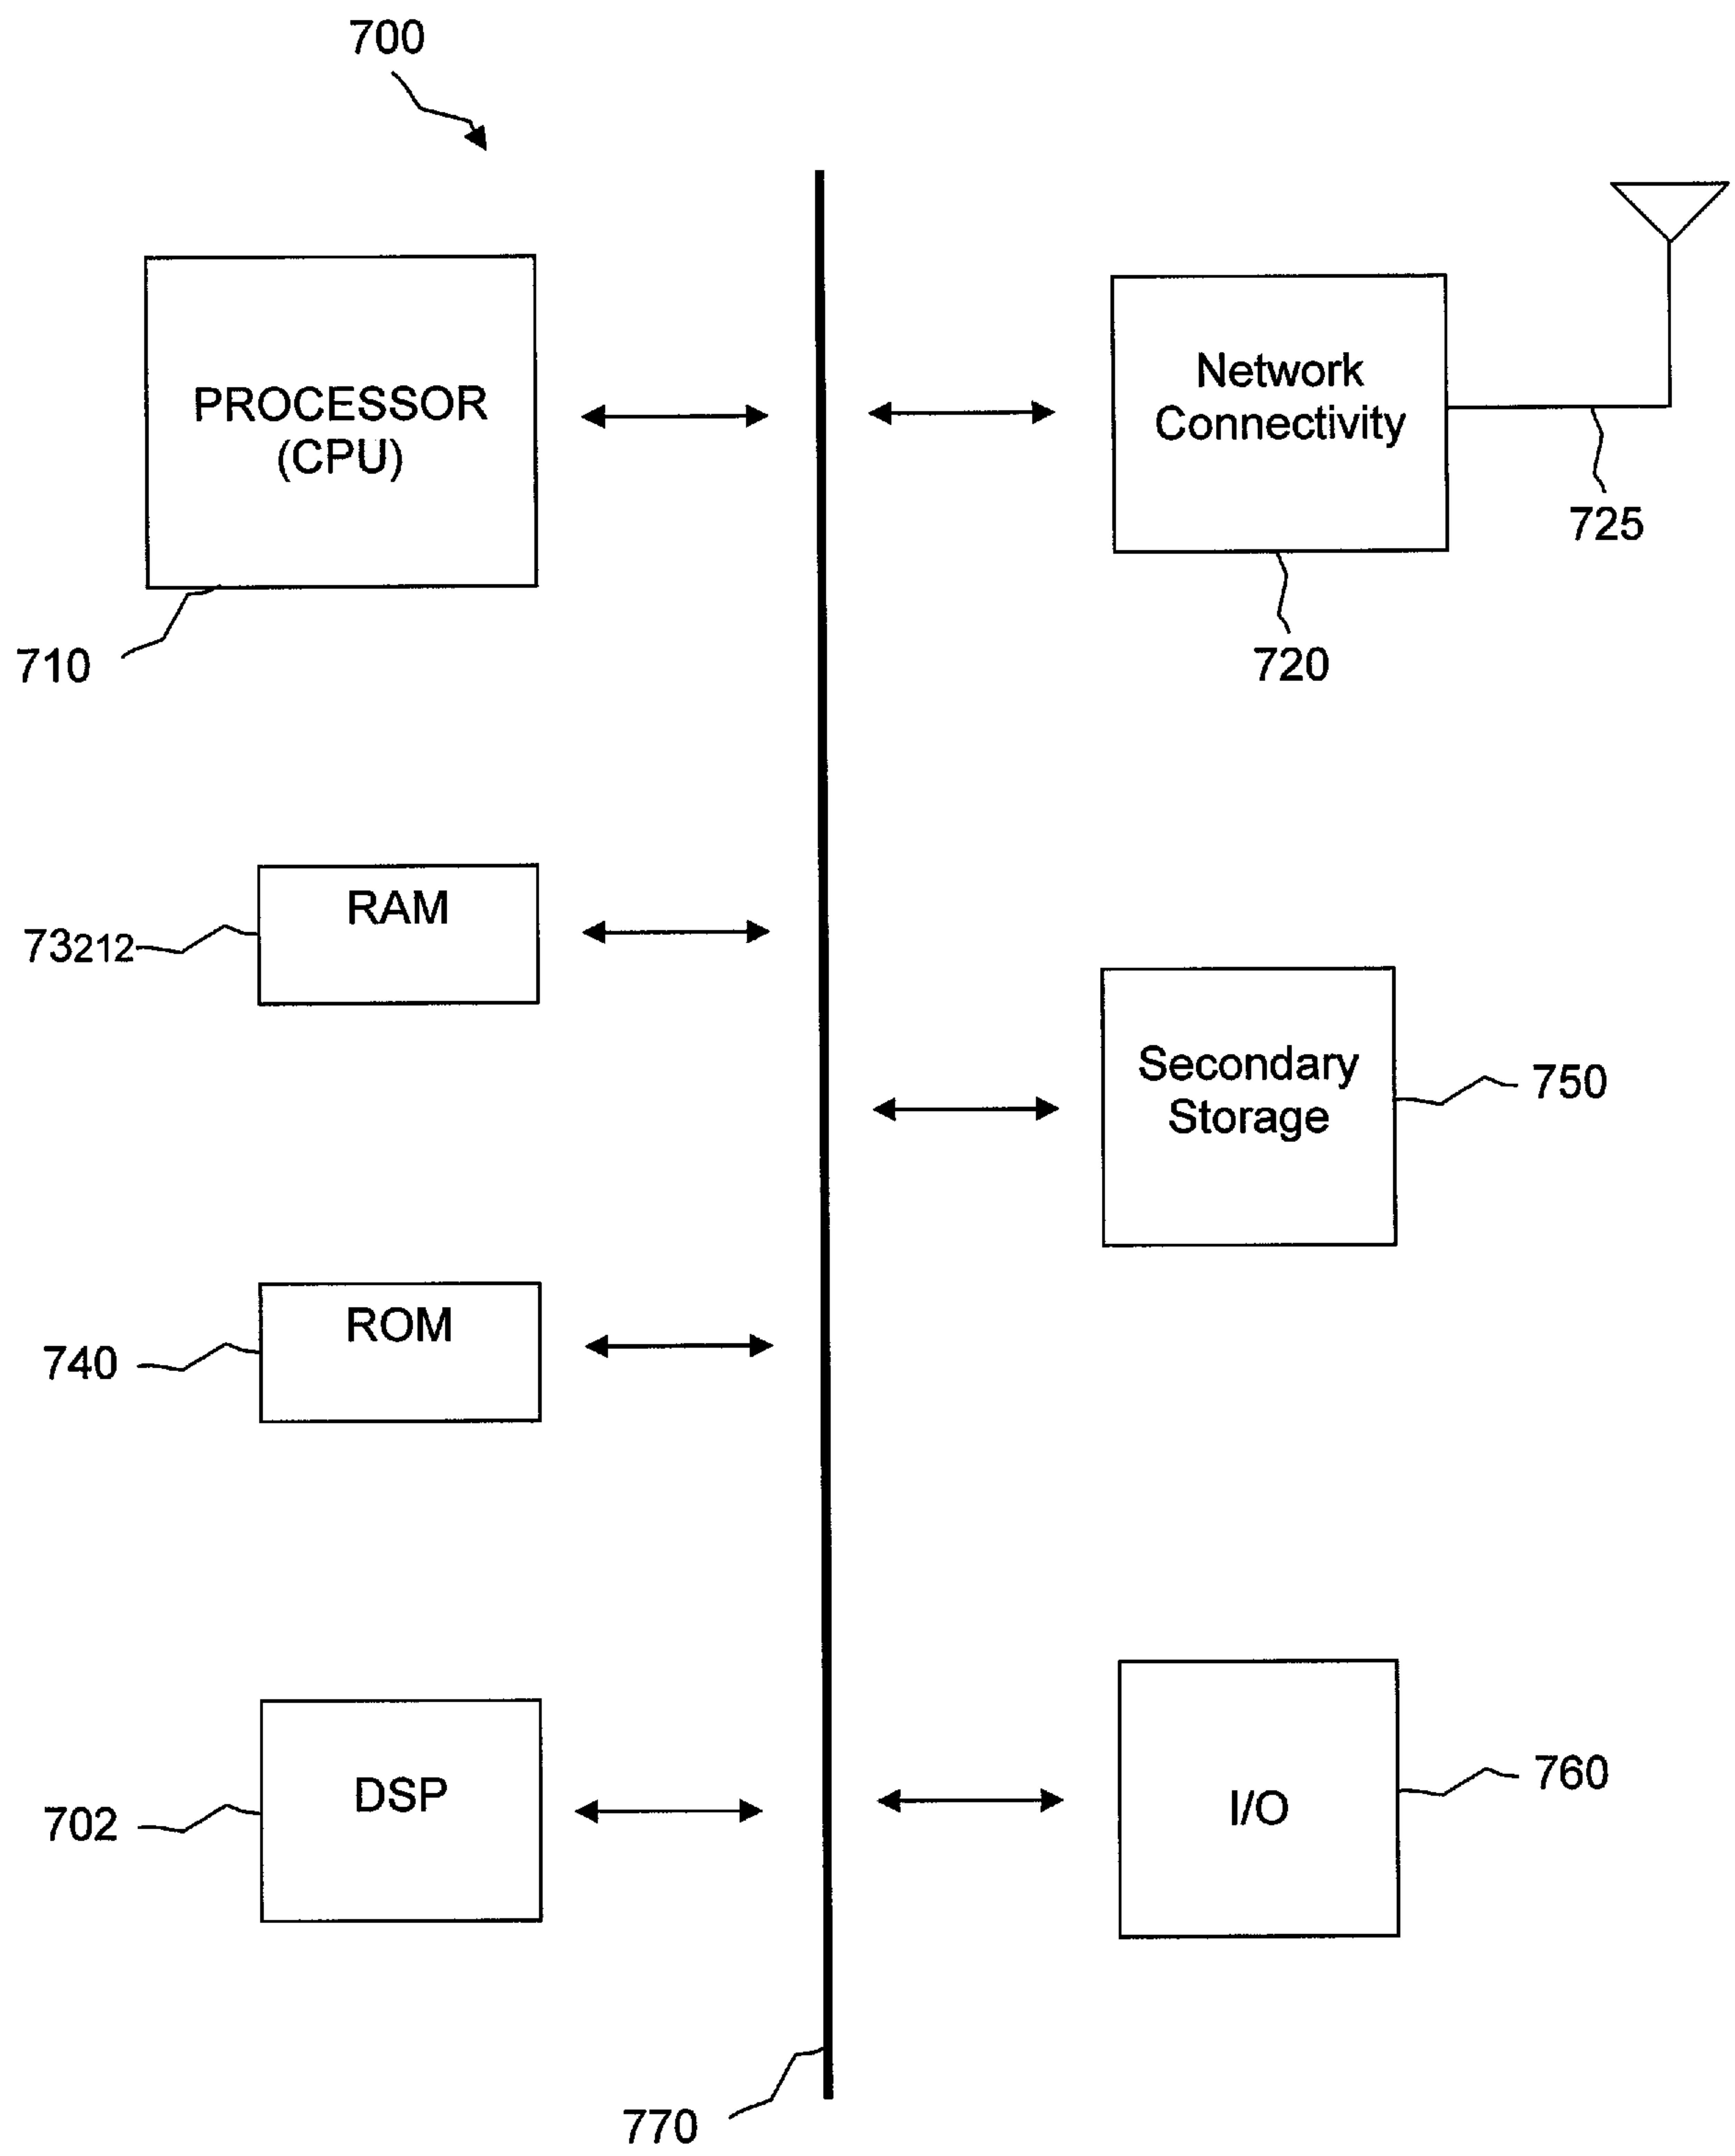 700
PROCESSOR
(CPU)
710
Network
Connectivity
725
720
RAM
73212
Secondary
Storage
750
ROM
740
DSP
702
I/O
760
770